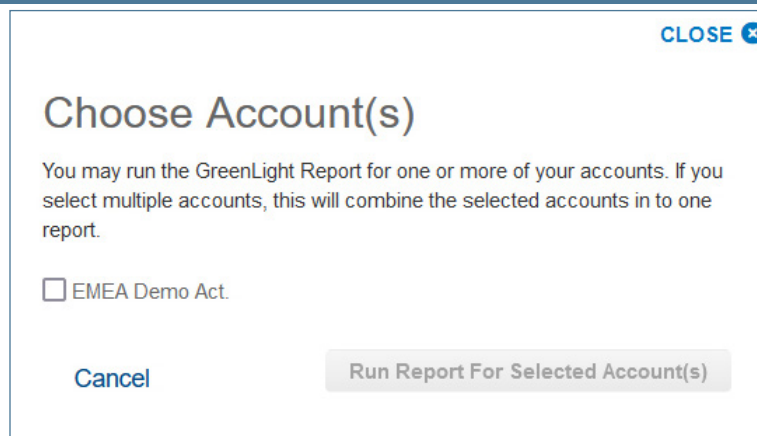 CLOSE
Choose Account(s)
You may run the GreenLight Report for one or more of your accounts. If you
select multiple accounts, this will combine the selected accounts in to one
report.
EMEA Demo Act.
Cancel
Run Report For Selected Account(s)